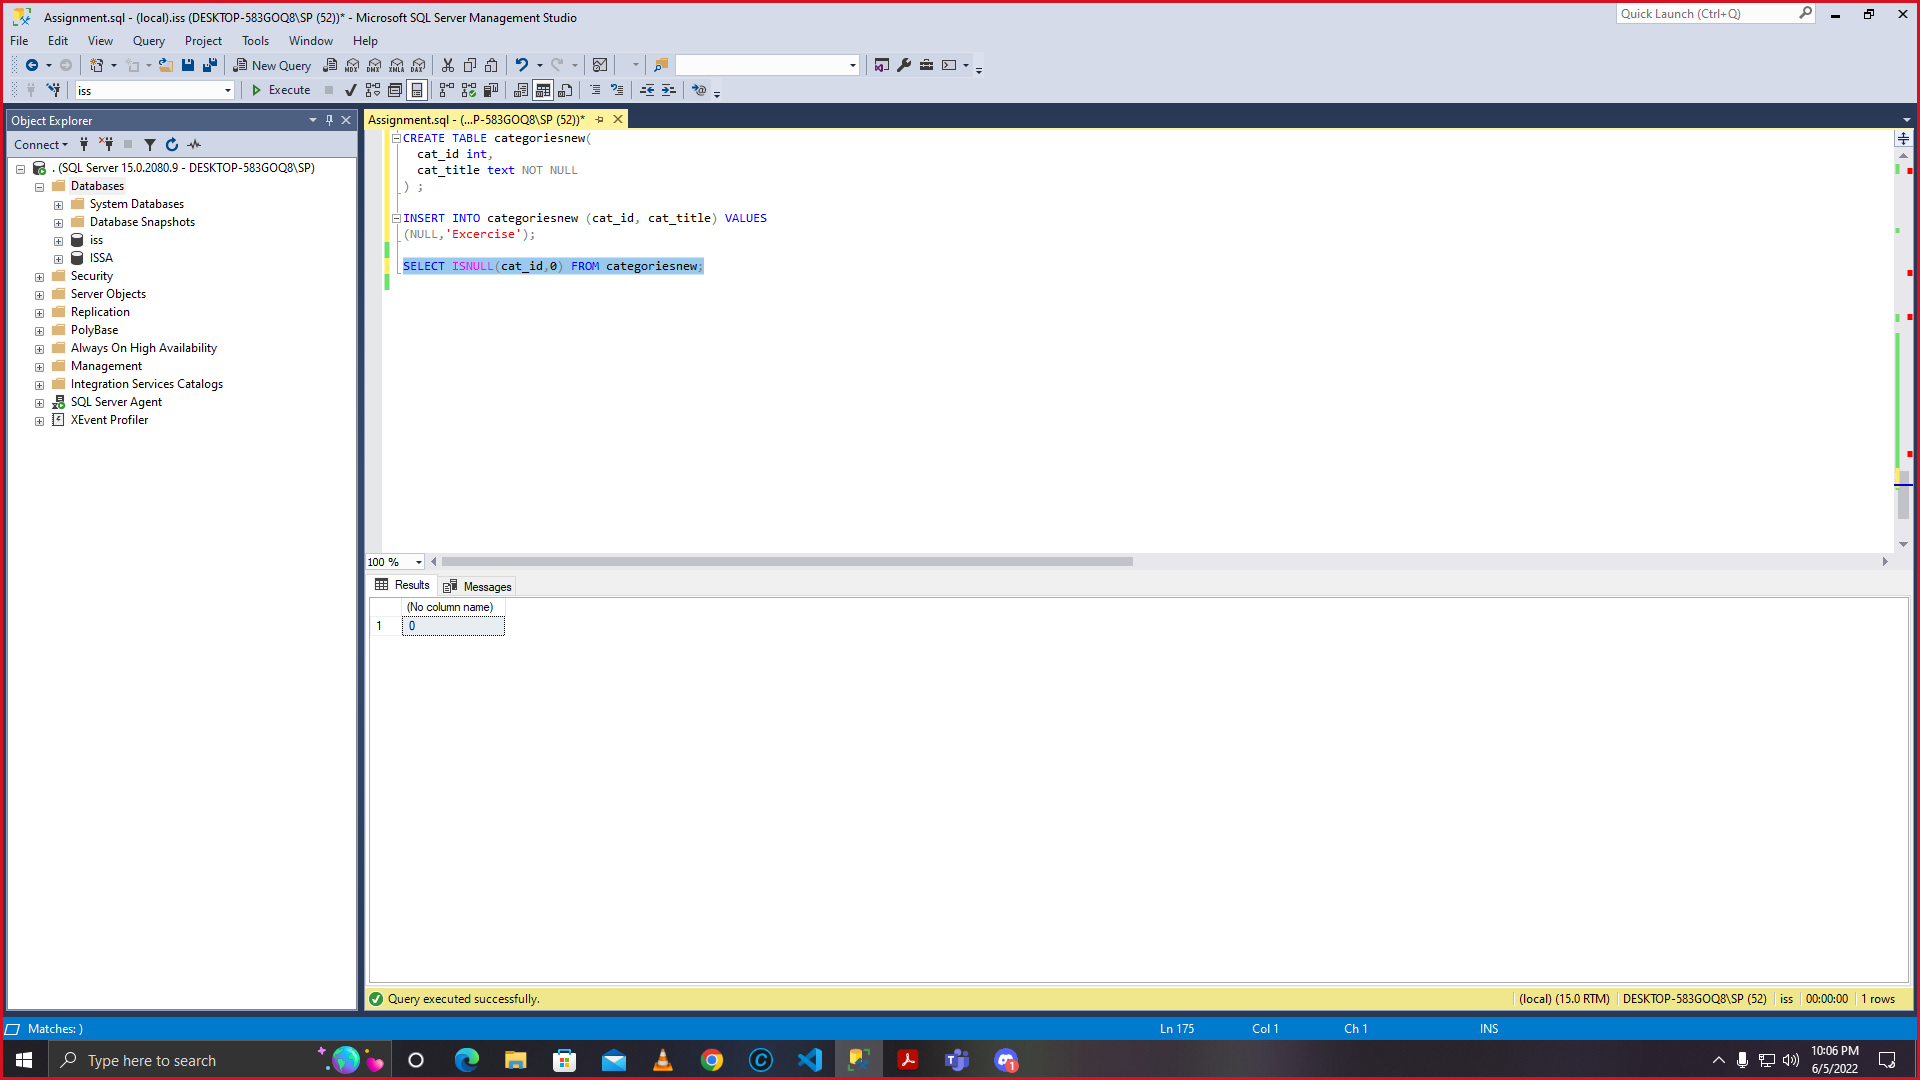 Assignment.sql - (local).iss (DESKTOP-583GOQ8\SP (52))* - Microsoft SQL Server Management Studio
Quick Launch (Ctrl+Q)
File Edit View Query Project Tools Window Help
New Query
MDX DMX XMLA DAX
iss
Execute
Object Explorer
Assignment.sql - (...P-583GOQ8\SP (52))*
Connect
. (SQL Server 15.0.2080.9 - DESKTOP-583GOQ8\SP)
Databases
System Databases
Database Snapshots
iss
ISSA
Security
Server Objects
Replication
PolyBase
Always On High Availability
Management
Integration Services Catalogs
SQL Server Agent
XEvent Profiler
CREATE TABLE categoriesnew(
cat_id int,
cat_title text NOT NULL
) ;
INSERT INTO categoriesnew (cat_id, cat_title) VALUES
(NULL,'Excercise');
SELECT ISNULL(cat_id,0) FROM categoriesnew;
100 %
Results Messages
(No column name)
1 0
Query executed successfully.
(local) (15.0 RTM) DESKTOP-583GOQ8\SP (52) iss 00:00:00 1 rows
Matches: )
Ln 175 Col 1 Ch 1 INS
Type here to search
1
10:06 PM
6/5/2022